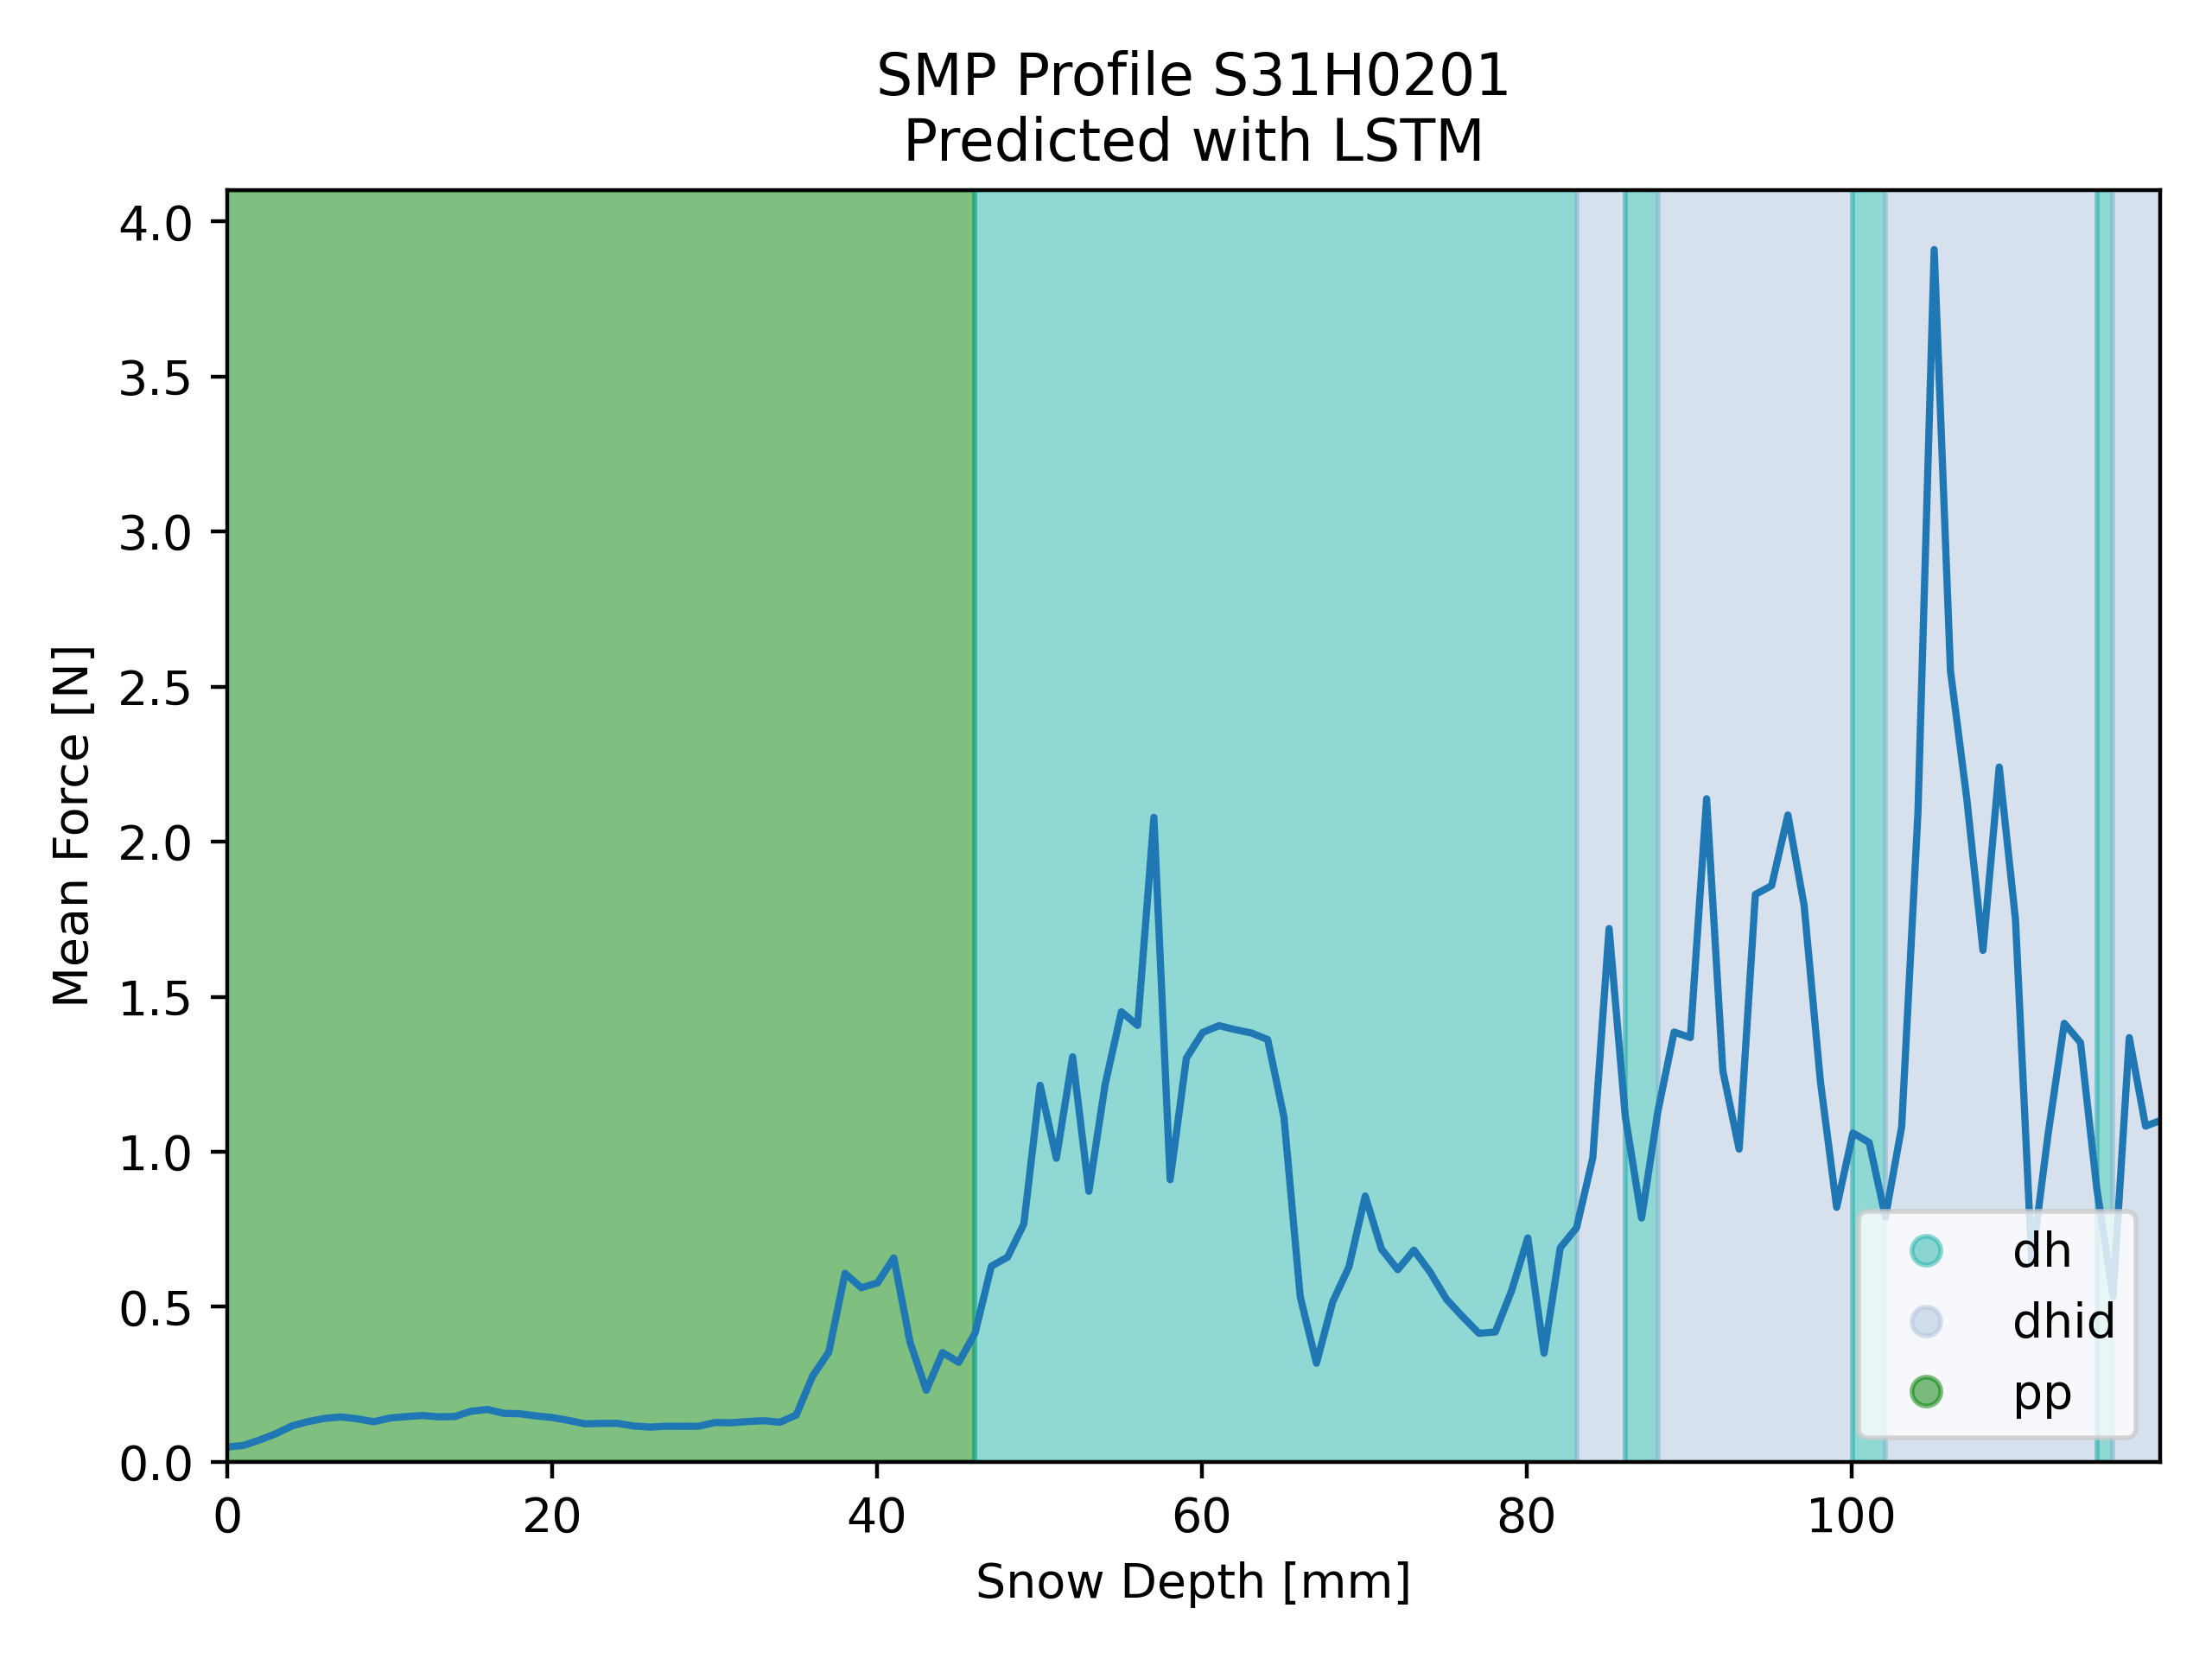 SMP Profile S31H0201
Predicted with LSTM
Mean Force [N]
4.0
3.5
3.0
2.5
2.0
1.5
1.0
0.5
0.0
dh
dhid
pp
0
20
40
60
80
100
Snow Depth [mm]